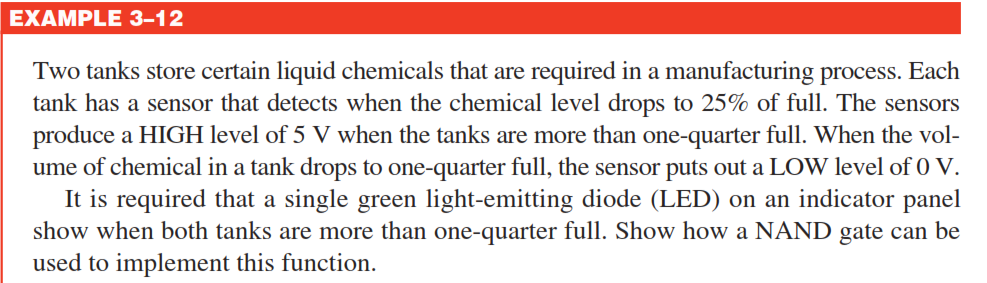 EXAMPLE 3–12
Two tanks store certain liquid chemicals that are required in a manufacturing process. Each
tank has a sensor that detects when the chemical level drops to 25% of full. The sensors
produce a HIGH level of 5 V when the tanks are more than one-quarter full. When the vol-
ume of chemical in a tank drops to one-quarter full, the sensor puts out a LOW level of 0 V.
It is required that a single green light-emitting diode (LED) on an indicator panel
show when both tanks are more than one-quarter full. Show how a NAND gate can be
used to implement this function.